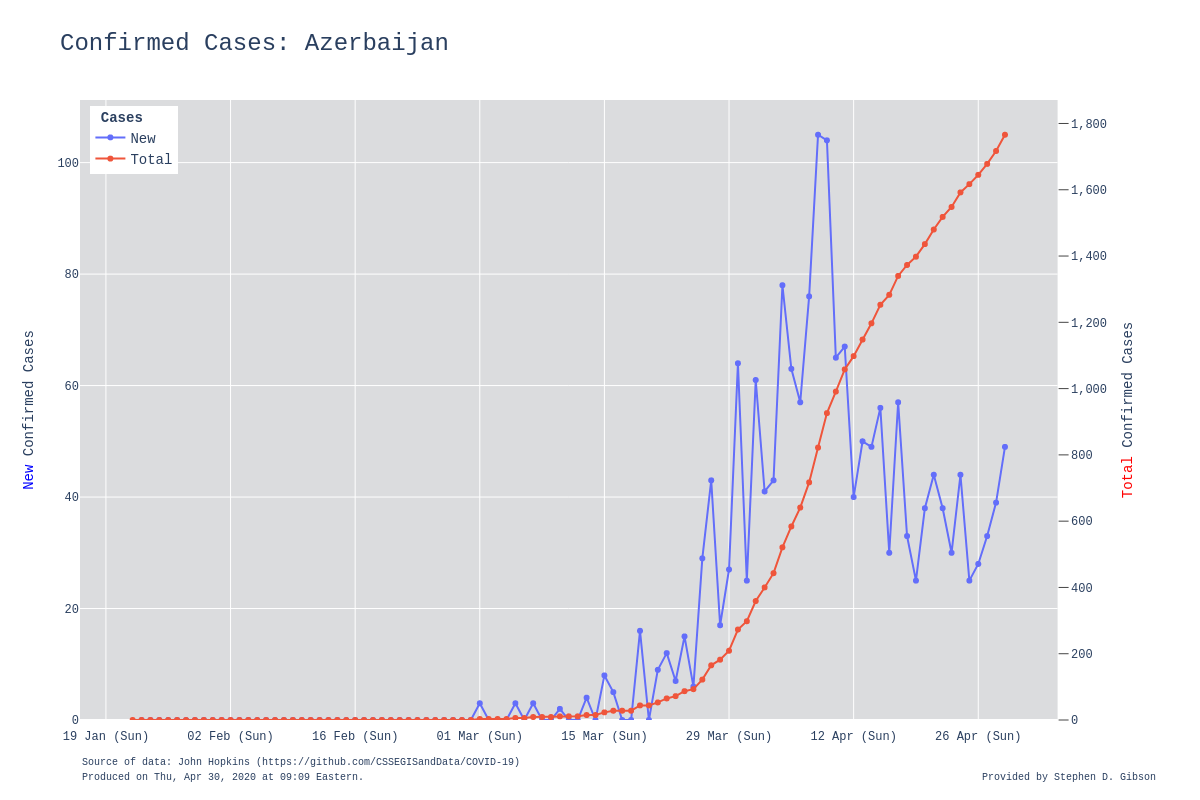 Confirmed Cases: Azerbaijan
Cases
New
Total
100
80
60
40
20
0
New Confirmed Cases
1,800
1,600
1,400
1,200
1,000
800
600
400
200
0
Total Confirmed Cases
19 Jan (Sun) 02 Feb (Sun) 16 Feb (Sun) 01 Mar (Sun) 15 Mar (Sun) 29 Mar (Sun) 12 Apr (Sun) 26 Apr (Sun)
Source of data: John Hopkins (https://github.com/CSSEGISandData/COVID-19)
Produced on Thu, Apr 30, 2020 at 09:09 Eastern.
Provided by Stephen D. Gibson